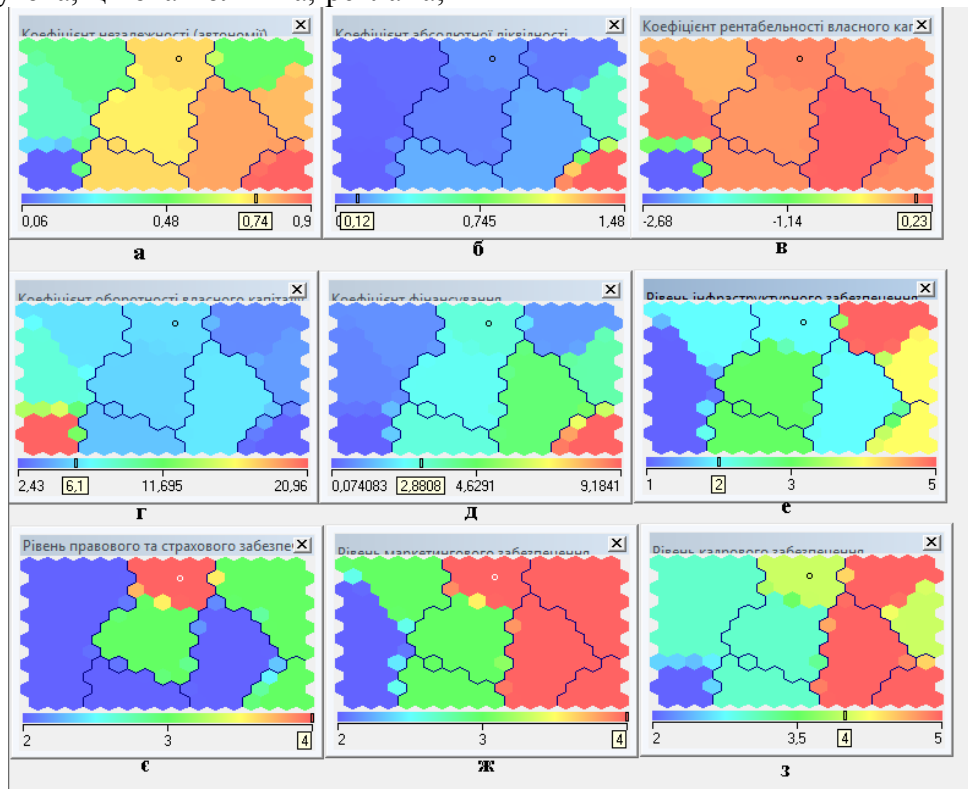 реклама,
Коефіцієнт незалежності (автономії)
Коефіцієнт абсолютної ліквідності
Коефіцієнт рентабельності власного кап
0,06 0,48 0,74 0,9
0,12 0,745 1,48
-2,68 -1,14 0,23
а
б
в
Коефіцієнт оборотності власного капіталу
Коефіцієнт фінансування
Рівень інфраструктурного забезпечення
2,43 6,1 11,695 20,96
0,074083 2,8808 4,6291 9,1841
1 2 3 5
г
д
е
Рівень правового та страхового забезпе
Рівень маркетингового забезпечення
Рівень кадрового забезпечення
2 3 4
2 3 4
2 3,5 4 5
є
ж
з